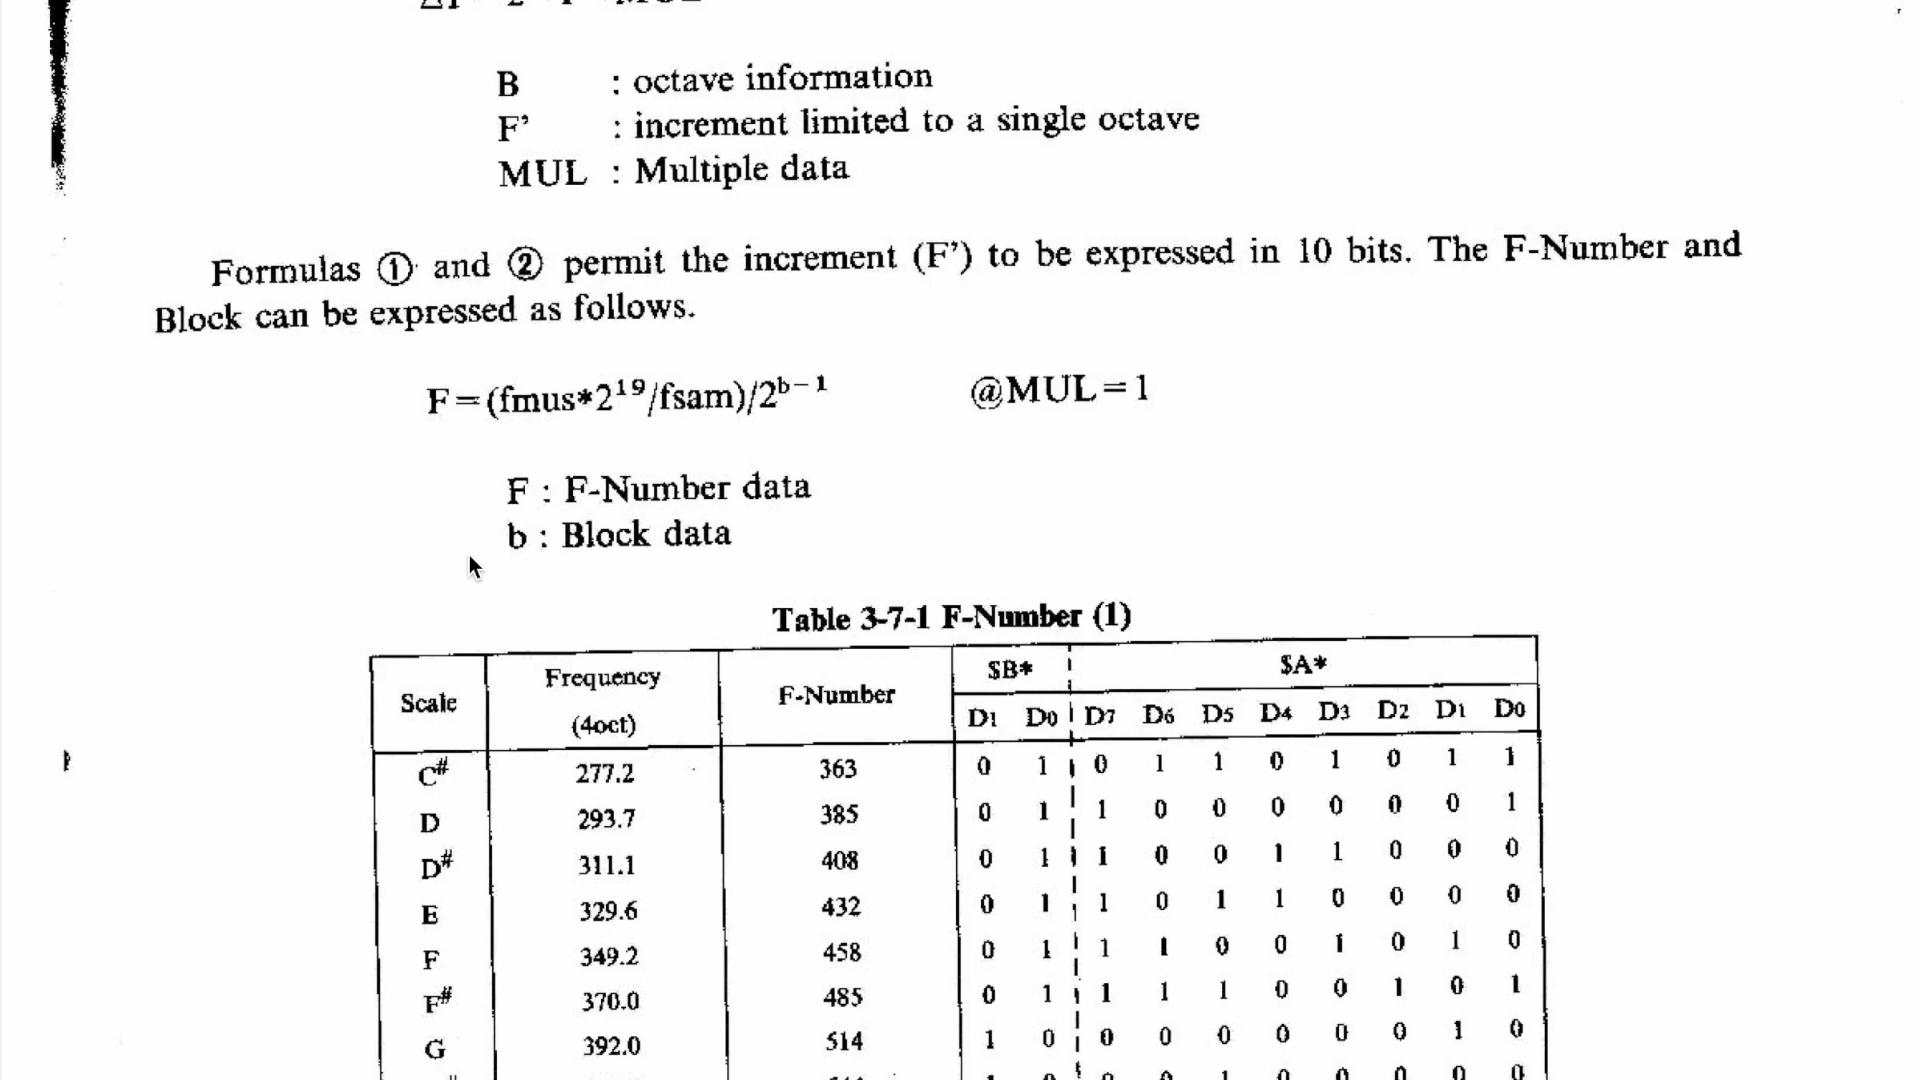 B : octave information
F’ : increment limited to a single octave
MUL : Multiple data
Formulas ① and ② permit the increment (F’) to be expressed in 10 bits. The F-Number and
Block can be expressed as follows.
F=(fmus*2¹⁹/fsam)/2ᵇ⁻¹ @MUL=1
F : F-Number data
b : Block data
Table 3-7-1 F-Number (1)
Scale Frequency (4oct) F-Number $B* $A*
D1 D0 D7 D6 D5 D4 D3 D2 D1 D0
C# 277.2 363 0 1 0 1 1 0 1 0 1 1
D 293.7 385 0 1 1 0 0 0 0 0 0 1
D# 311.1 408 0 1 1 0 0 1 1 0 0 0
E 329.6 432 0 1 1 0 1 1 0 0 0 0
F 349.2 458 0 1 1 1 0 0 1 0 1 0
F# 370.0 485 0 1 1 1 1 0 0 1 0 1
G 392.0 514 1 0 0 0 0 0 0 0 1 0